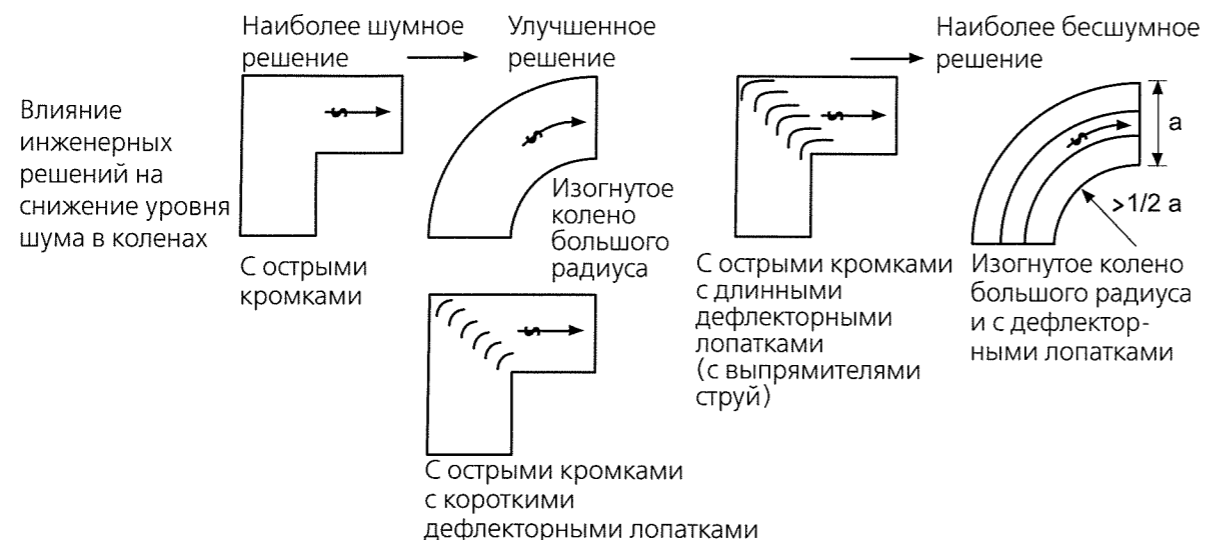 Влияние
инженерных
решений на
снижение уровня
шума в коленах
Наиболее шумное
решение
Улучшенное
решение
Наиболее бесшумное
решение
С острыми
кромками
Изогнутое
колено
большого
радиуса
С острыми кромками
с короткими
дефлекторными лопатками
С острыми кромками
с длинными
дефлекторными
лопатками
(с выпрямителями
струй)
a
>1/2 a
Изогнутое колено
большого радиуса
и с дефлектор-
ными лопатками